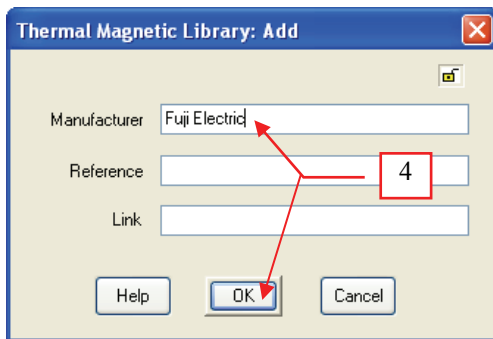 Thermal Magnetic Library: Add
Manufacturer Fuji Electric
Reference
4
Link
Help OK Cancel